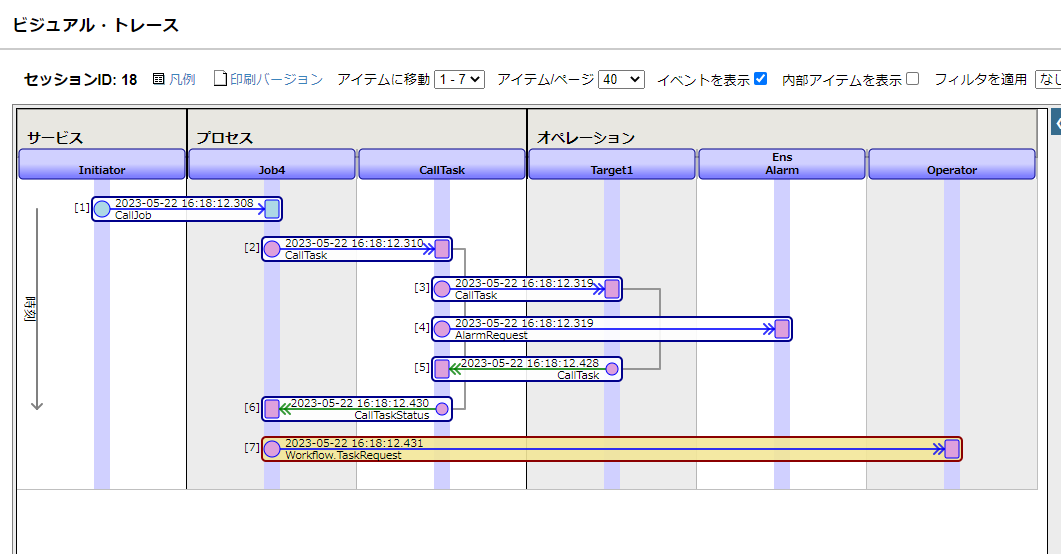 ビジュアル・トレース
セッションID: 18 凡例 印刷バージョン アイテムに移動 1 - 7 アイテム/ページ 40 イベントを表示 内部アイテムを表示 フィルタを適用 なし
サービス プロセス オペレーション
Initiator Job4 CallTask Target1 Ens Alarm Operator
[1] 2023-05-22 16:18:12.308
CallJob
[2] 2023-05-22 16:18:12.310
CallTask
[3] 2023-05-22 16:18:12.319
CallTask
時刻
[4] 2023-05-22 16:18:12.319
AlarmRequest
[5] 2023-05-22 16:18:12.428
CallTask
[6] 2023-05-22 16:18:12.430
CallTaskStatus
[7] 2023-05-22 16:18:12.431
Workflow.TaskRequest